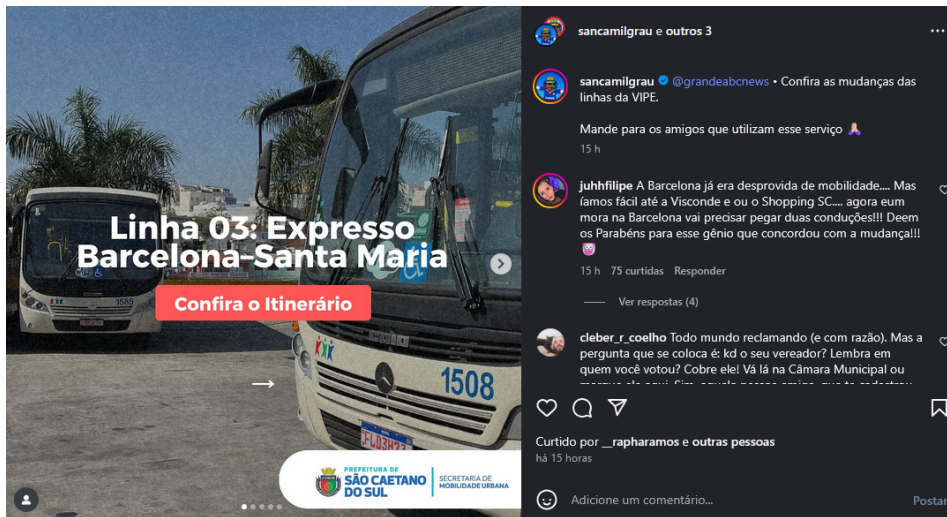 Linha 03: Expresso
Barcelona-Santa Maria
Confira o Itinerário
1585
1508
PREFEITURA DE
SÃO CAETANO
DO SUL
SECRETARIA DE
MOBILIDADE URBANA
sancamilgrau e outros 3
sancamilgrau @grandeabcnews • Confira as mudanças das
linhas da VIPE.
Mande para os amigos que utilizam esse serviço 🙏🏻
15 h
juhhfilipe A Barcelona já era desprovida de mobilidade.... Mas
íamos fácil até a Visconde e ou o Shopping SC.... agora eum
mora na Barcelona vai precisar pegar duas conduções!!! Deem
os Parabéns para esse gênio que concordou com a mudança!!!
🤡
15 h 75 curtidas Responder
Ver respostas (4)
cleber_r_coelho Todo mundo reclamando (e com razão). Mas a
pergunta que se coloca é: kd o seu vereador? Lembra em
quem você votou? Cobre ele! Vá lá na Câmara Municipal ou
Curtido por __rapharamos e outras pessoas
há 15 horas
Adicione um comentário...
Postar